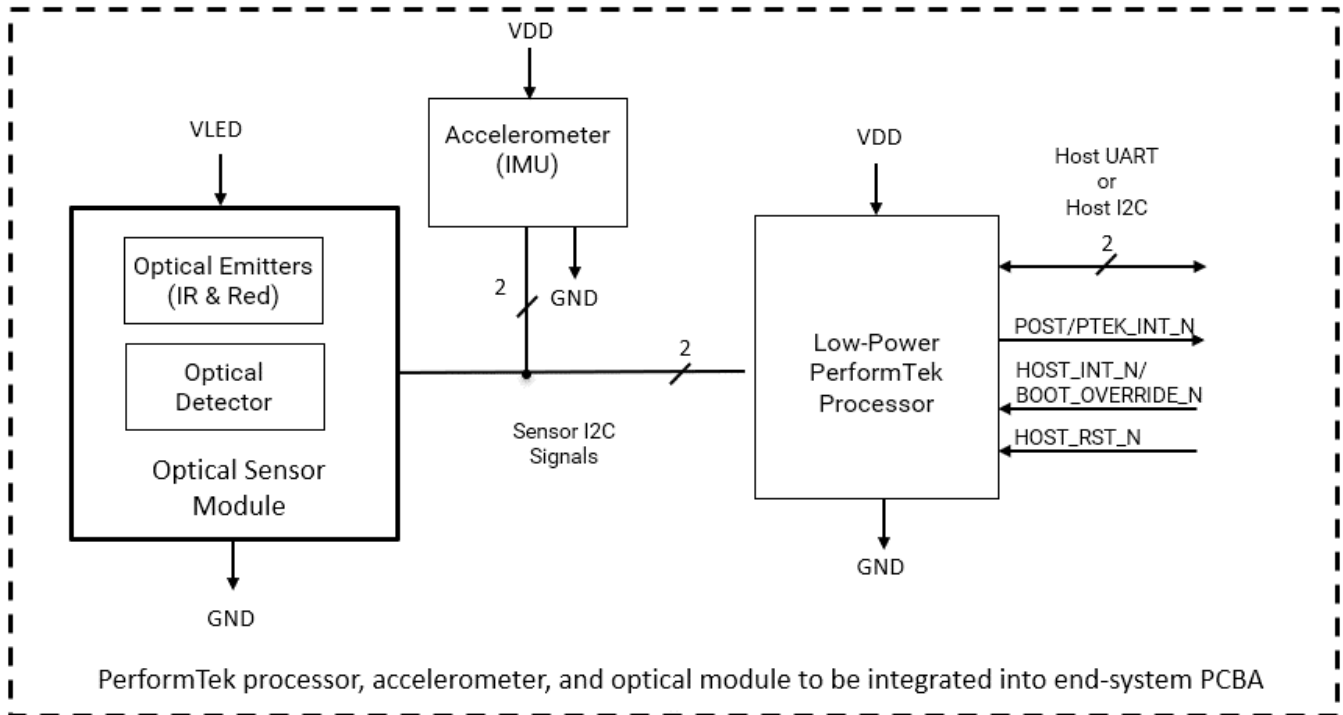 VDD
Accelerometer
(IMU)
VLED
VDD
Host UART
or
Host I2C
2
Optical Emitters
(IR & Red)
2
GND
POST/PTEK_INT_N
Optical
Detector
2
Low-Power
PerformTek
Processor
HOST_INT_N/
BOOT_OVERRIDE_N
HOST_RST_N
Sensor I2C
Signals
Optical Sensor
Module
GND
GND
PerformTek processor, accelerometer, and optical module to be integrated into end-system PCBA